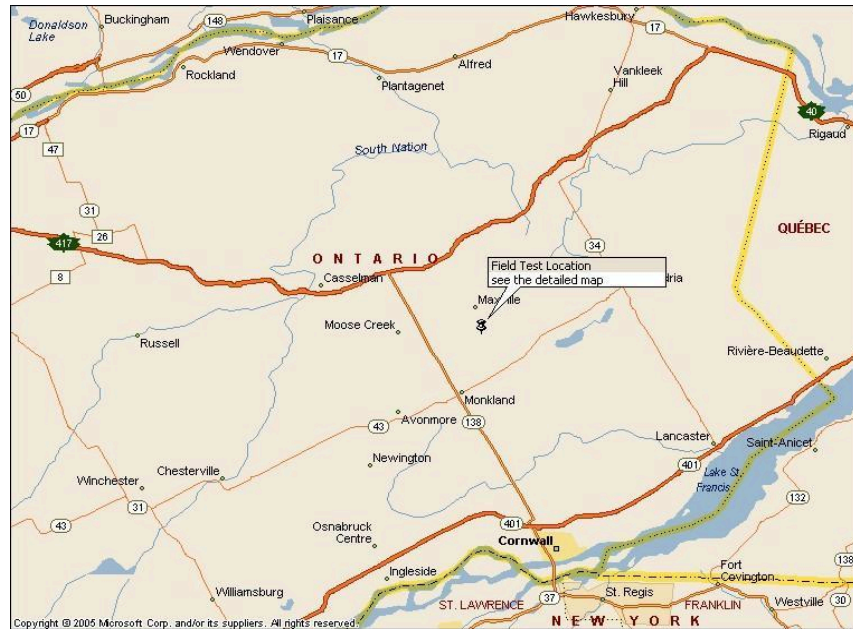 Donaldson
Lake
Buckingham
148
Plaisance
Hawkesbury
17
Wendover
17
Rockland
Alfred
Plantagenet
Vankleek
Hill
50
17
40
Rigaud
47
South Nation
31
26
417
8
ONTARIO
34
QUÉBEC
Casselman
Field Test Location
see the detailed map
dria
Maxville
Moose Creek
Russell
Rivière-Beaudette
Monkland
43
Avonmore
138
Lancaster
Saint-Anicet
Newington
401
Lake St.
Francis
Winchester
Chesterville
132
31
43
Osnabruck
Centre
401
Cornwall
138
Ingleside
Fort
Covington
Williamsburg
37
St. Regis
ST. LAWRENCE
FRANKLIN
Westville
30
NEW YORK
Copyright © 2005 Microsoft Corp. and/or its suppliers. All rights reserved.